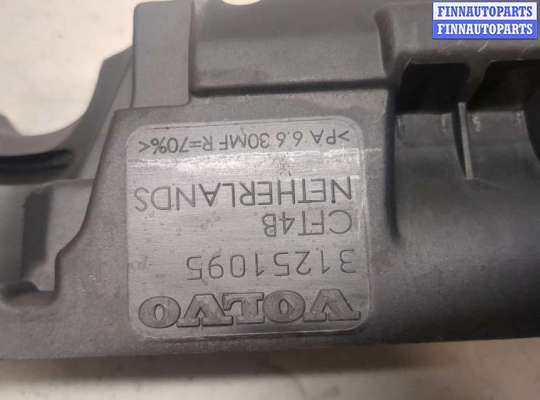 FINNAUTOPARTS
FINNAUTOPARTS
VOLVO
31251095
CFT4B
NETHERLANDS
>PA 6.6 30MF R=70%<